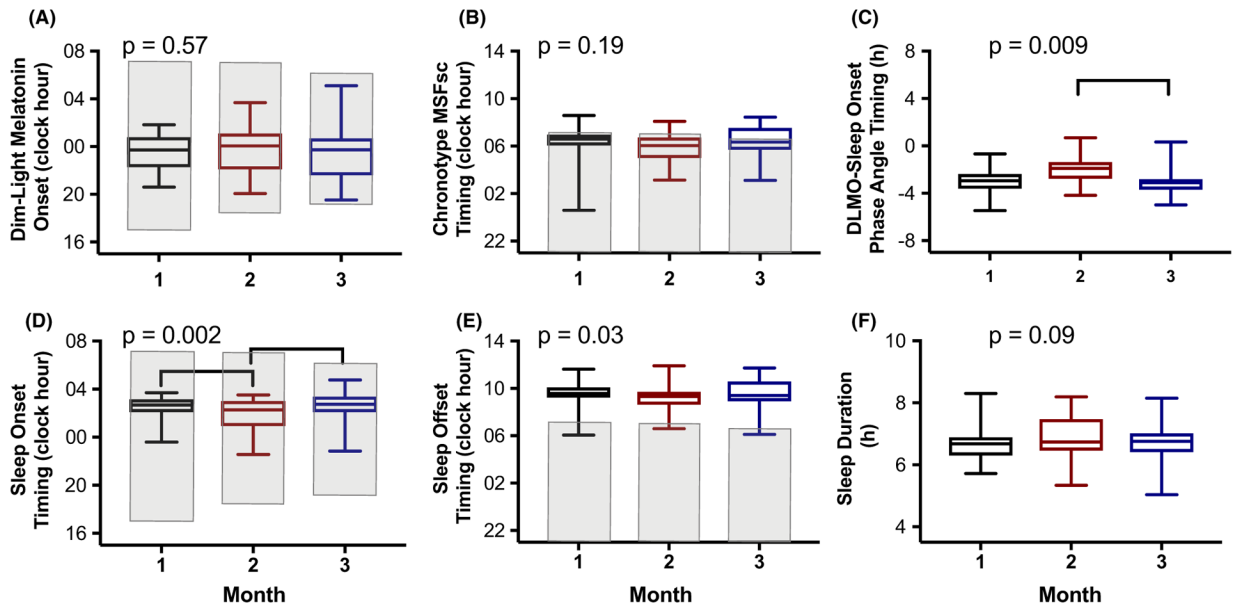 (A)
p = 0.57
Dim-Light Melatonin
Onset (clock hour)
08
04
00
20
16
1 2 3
(B)
p = 0.19
Chronotype MSFsc
Timing (clock hour)
14
10
06
02
22
1 2 3
(C)
p = 0.009
DLMO-Sleep Onset
Phase Angle Timing (h)
8
4
0
-4
-8
1 2 3
(D)
p = 0.002
Sleep Onset
Timing (clock hour)
08
04
00
20
16
1 2 3
Month
(E)
p = 0.03
Sleep Offset
Timing (clock hour)
14
10
06
02
22
1 2 3
Month
(F)
p = 0.09
Sleep Duration
(h)
10
8
6
4
1 2 3
Month